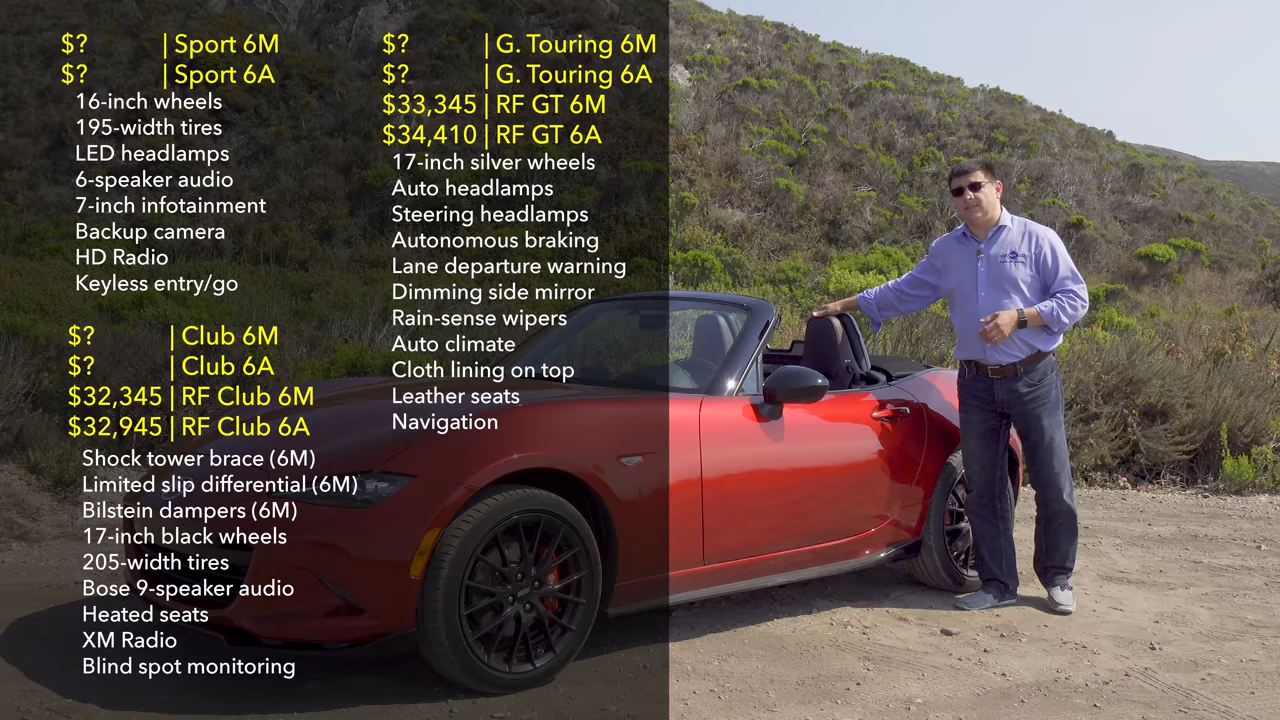 $? | Sport 6M
$? | Sport 6A
16-inch wheels
195-width tires
LED headlamps
6-speaker audio
7-inch infotainment
Backup camera
HD Radio
Keyless entry/go
$? | Club 6M
$? | Club 6A
$32,345 | RF Club 6M
$32,945 | RF Club 6A
Shock tower brace (6M)
Limited slip differential (6M)
Bilstein dampers (6M)
17-inch black wheels
205-width tires
Bose 9-speaker audio
Heated seats
XM Radio
Blind spot monitoring
$? | G. Touring 6M
$? | G. Touring 6A
$33,345 | RF GT 6M
$34,410 | RF GT 6A
17-inch silver wheels
Auto headlamps
Steering headlamps
Autonomous braking
Lane departure warning
Dimming side mirror
Rain-sense wipers
Auto climate
Cloth lining on top
Leather seats
Navigation